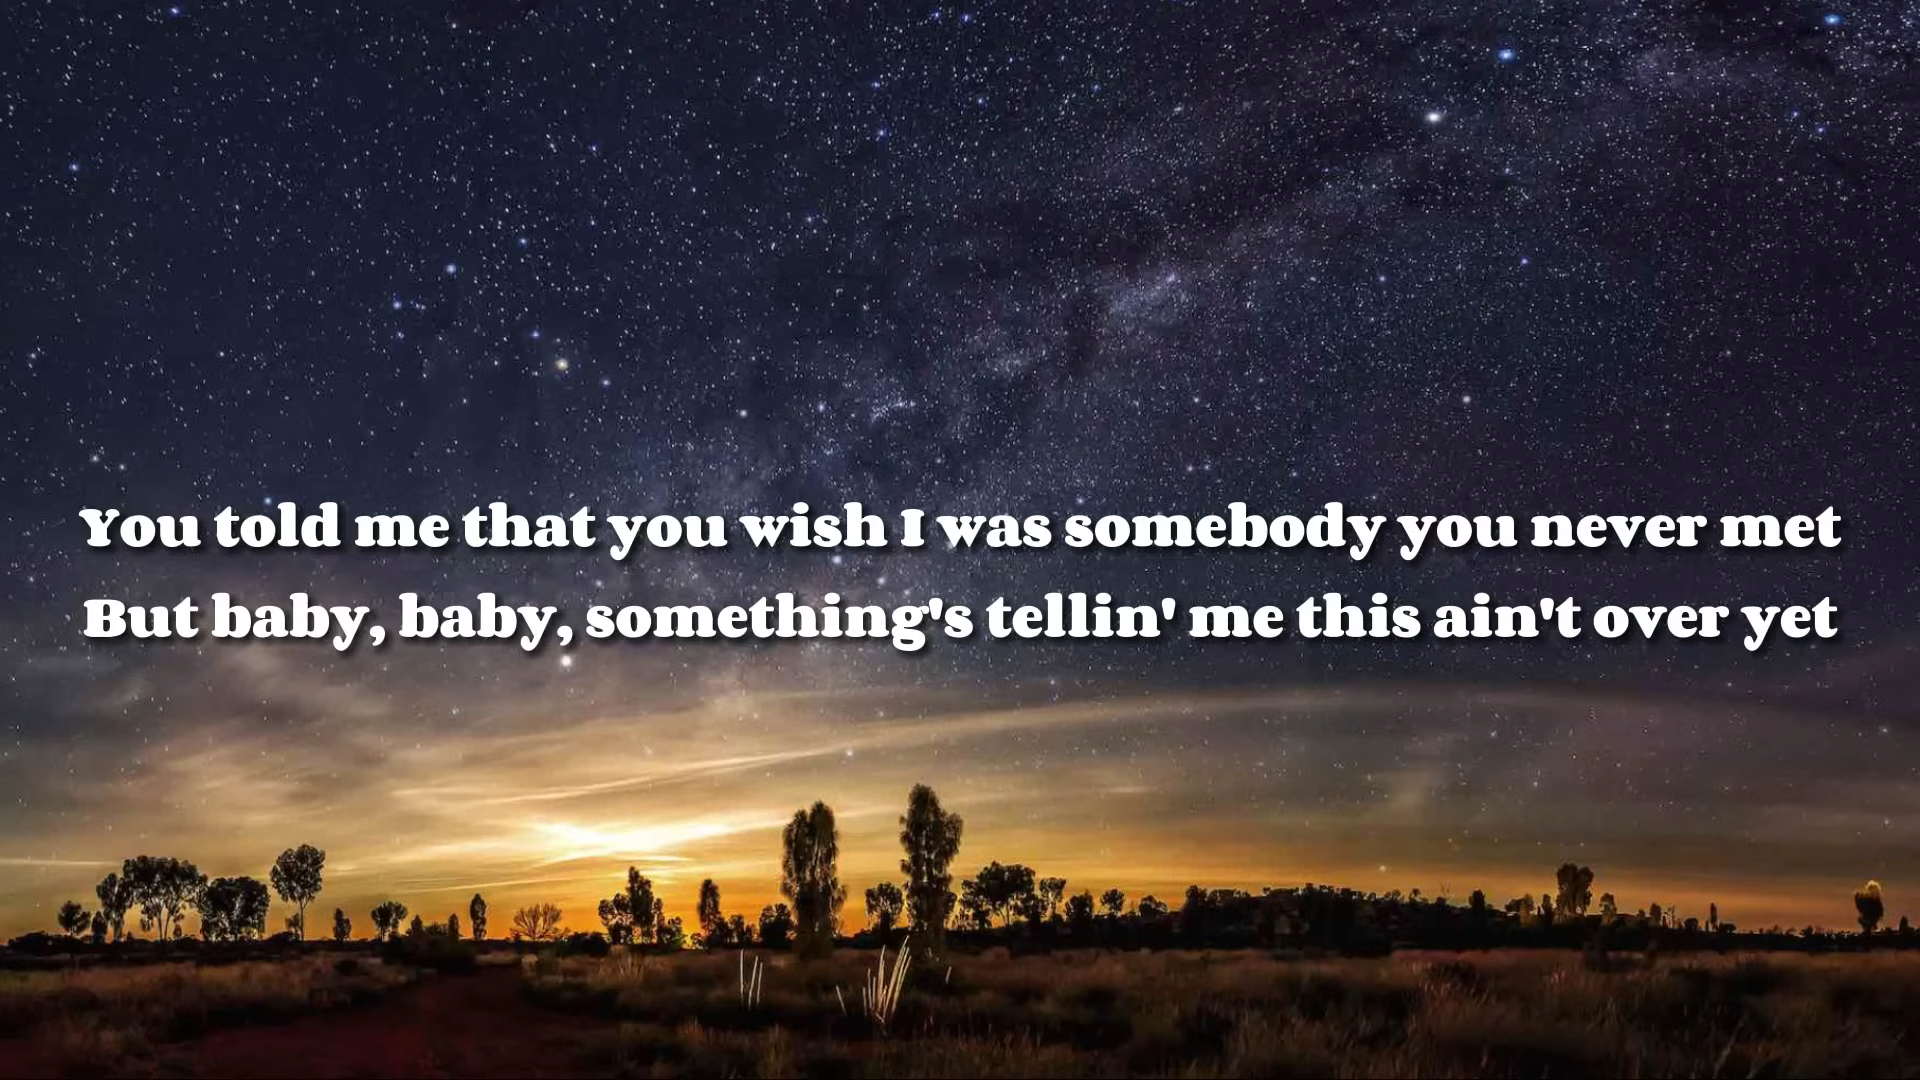 You told me that you wish I was somebody you never met
But baby, baby, something's tellin' me this ain't over yet